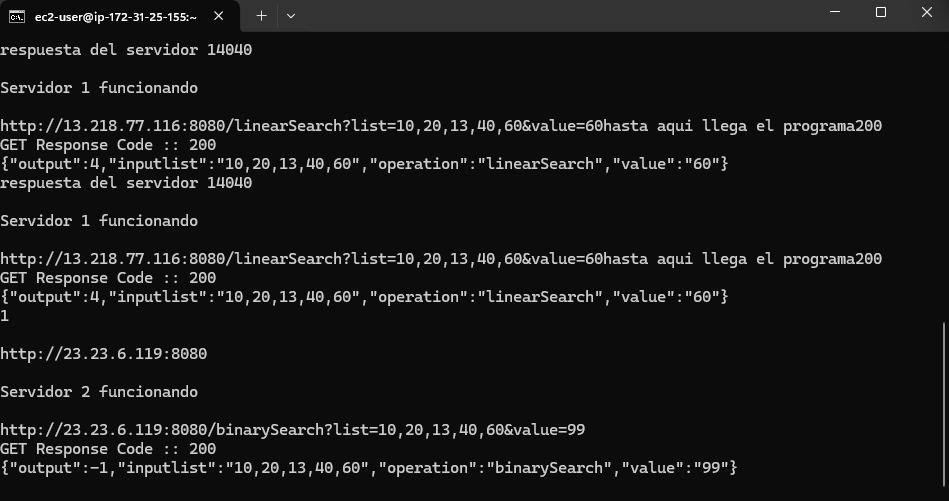 ec2-user@ip-172-31-25-155:~
respuesta del servidor 14040
Servidor 1 funcionando
http://13.218.77.116:8080/linearSearch?list=10,20,13,40,60&value=60hasta aqui llega el programa200
GET Response Code :: 200
{"output":4,"inputlist":"10,20,13,40,60","operation":"linearSearch","value":"60"}
respuesta del servidor 14040
Servidor 1 funcionando
http://13.218.77.116:8080/linearSearch?list=10,20,13,40,60&value=60hasta aqui llega el programa200
GET Response Code :: 200
{"output":4,"inputlist":"10,20,13,40,60","operation":"linearSearch","value":"60"}
1
http://23.23.6.119:8080
Servidor 2 funcionando
http://23.23.6.119:8080/binarySearch?list=10,20,13,40,60&value=99
GET Response Code :: 200
{"output":-1,"inputlist":"10,20,13,40,60","operation":"binarySearch","value":"99"}